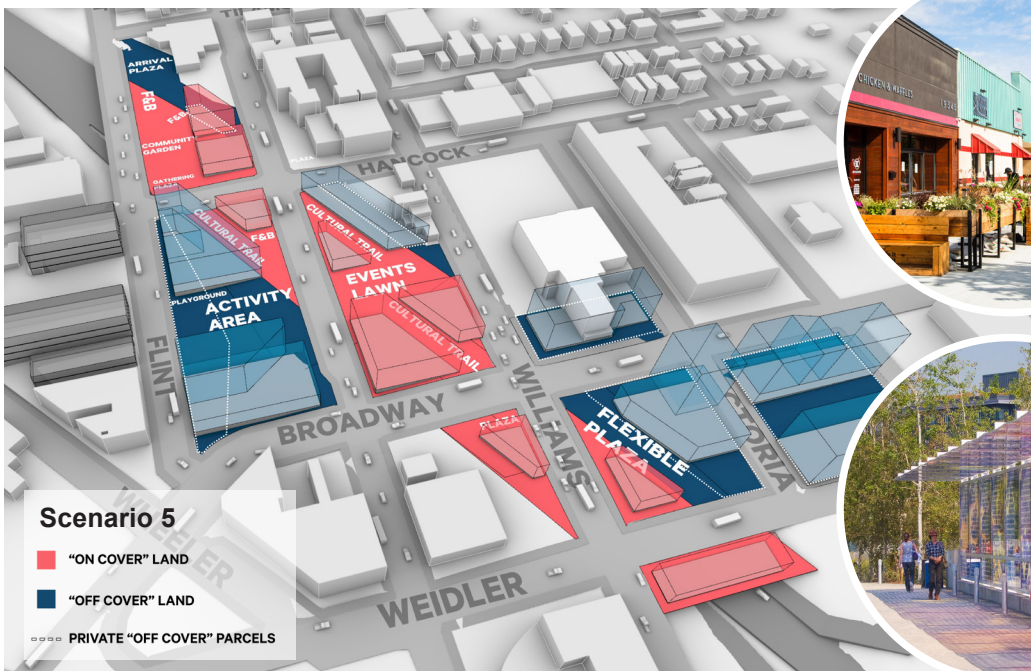 ARRIVAL
PLAZA
F&B
F&B
COMMUNITY
GARDEN
GATHERING
PLAZA
PLAZA
HANCOCK
CULTURAL TRAIL
F&B
CULTURAL TRAIL
EVENTS
LAWN
CULTURAL TRAIL
PLAYGROUND
ACTIVITY
AREA
FLINT
BROADWAY
WILLIAMS
PLAZA
FLEXIBLE
PLAZA
WHEELER
WEIDLER
CHICKEN & WAFFLES
Scenario 5
"ON COVER" LAND
"OFF COVER" LAND
PRIVATE "OFF COVER" PARCELS